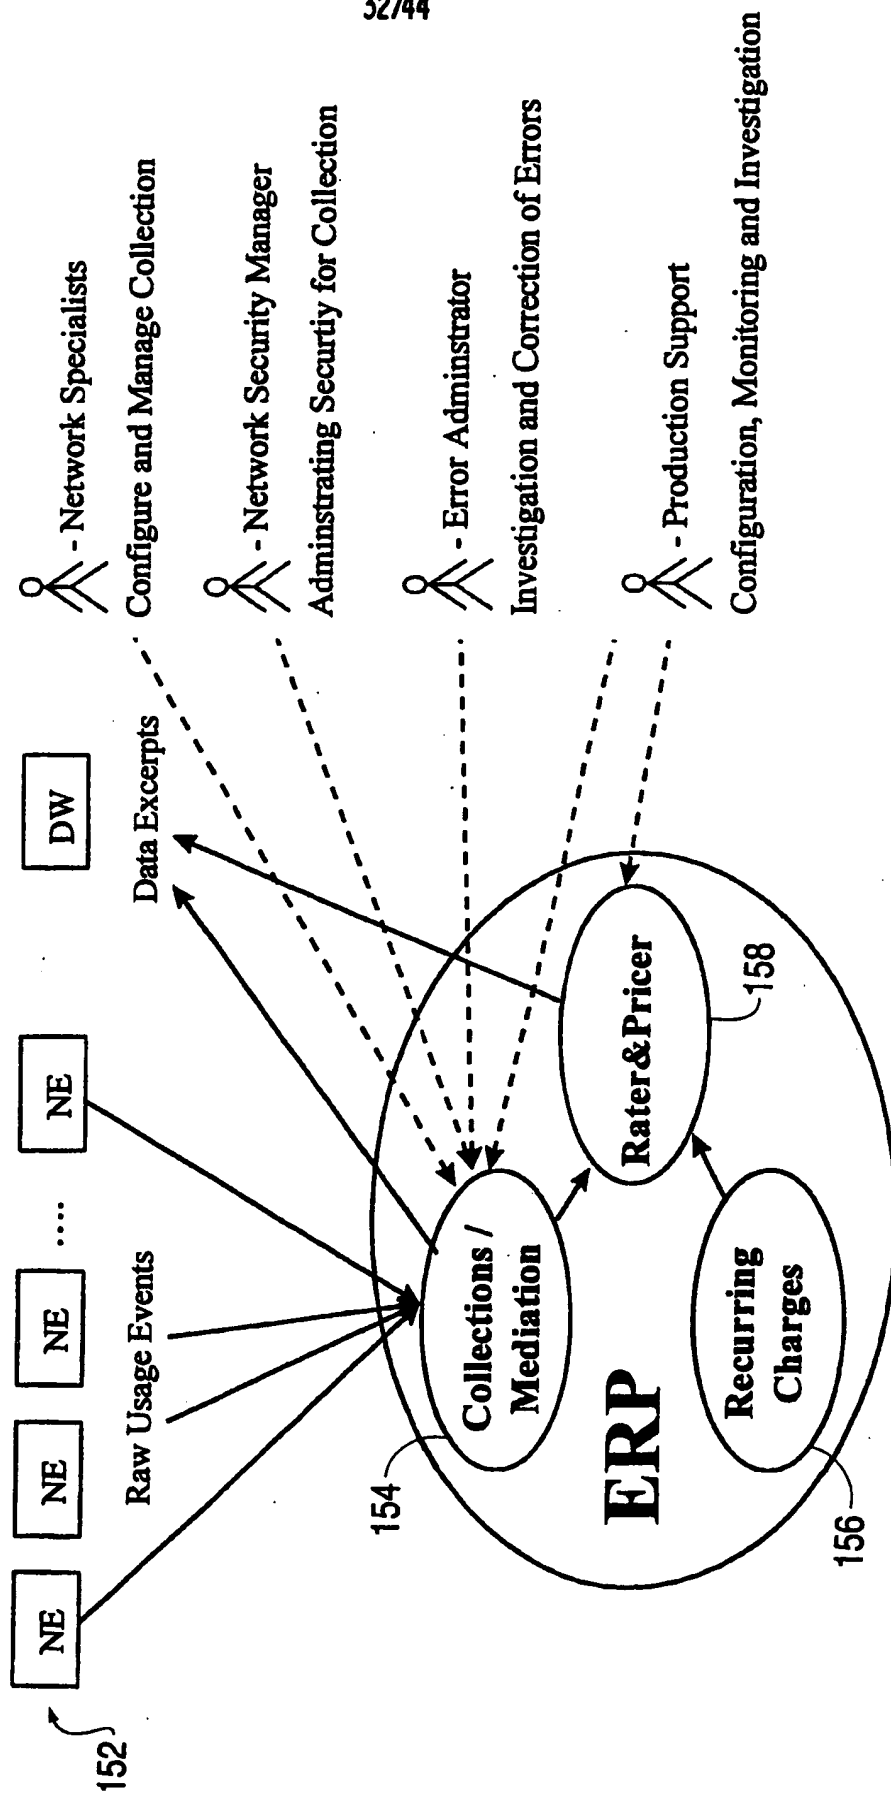 32/44
152
NE
NE
NE
....
NE
DW
Raw Usage Events
Data Excerpts
- Network Specialists
Configure and Manage Collection
- Network Security Manager
Adminstrating Securtiy for Collection
- Error Adminstrator
Investigation and Correction of Errors
- Production Support
Configuration, Monitoring and Investigation
154
Collections /
Mediation
ERP
Rater&Pricer
158
Recurring
Charges
156